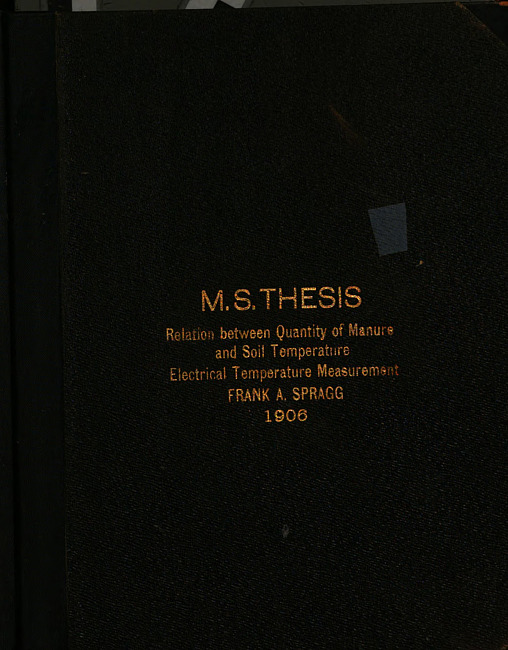 M.S. THESIS
Relation between Quantity of Manure
and Soil Temperature
Electrical Temperature Measurement
FRANK A. SPRAGG
1906